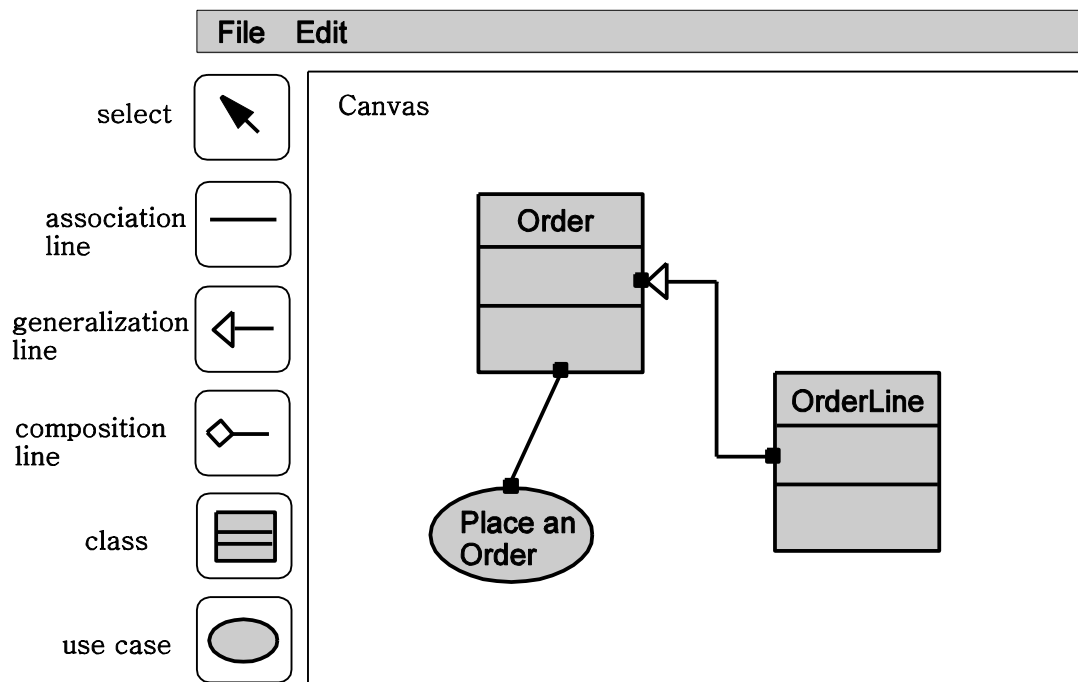 File Edit
select
Canvas
association
line
Order
generalization
line
OrderLine
composition
line
Place an
Order
class
use case